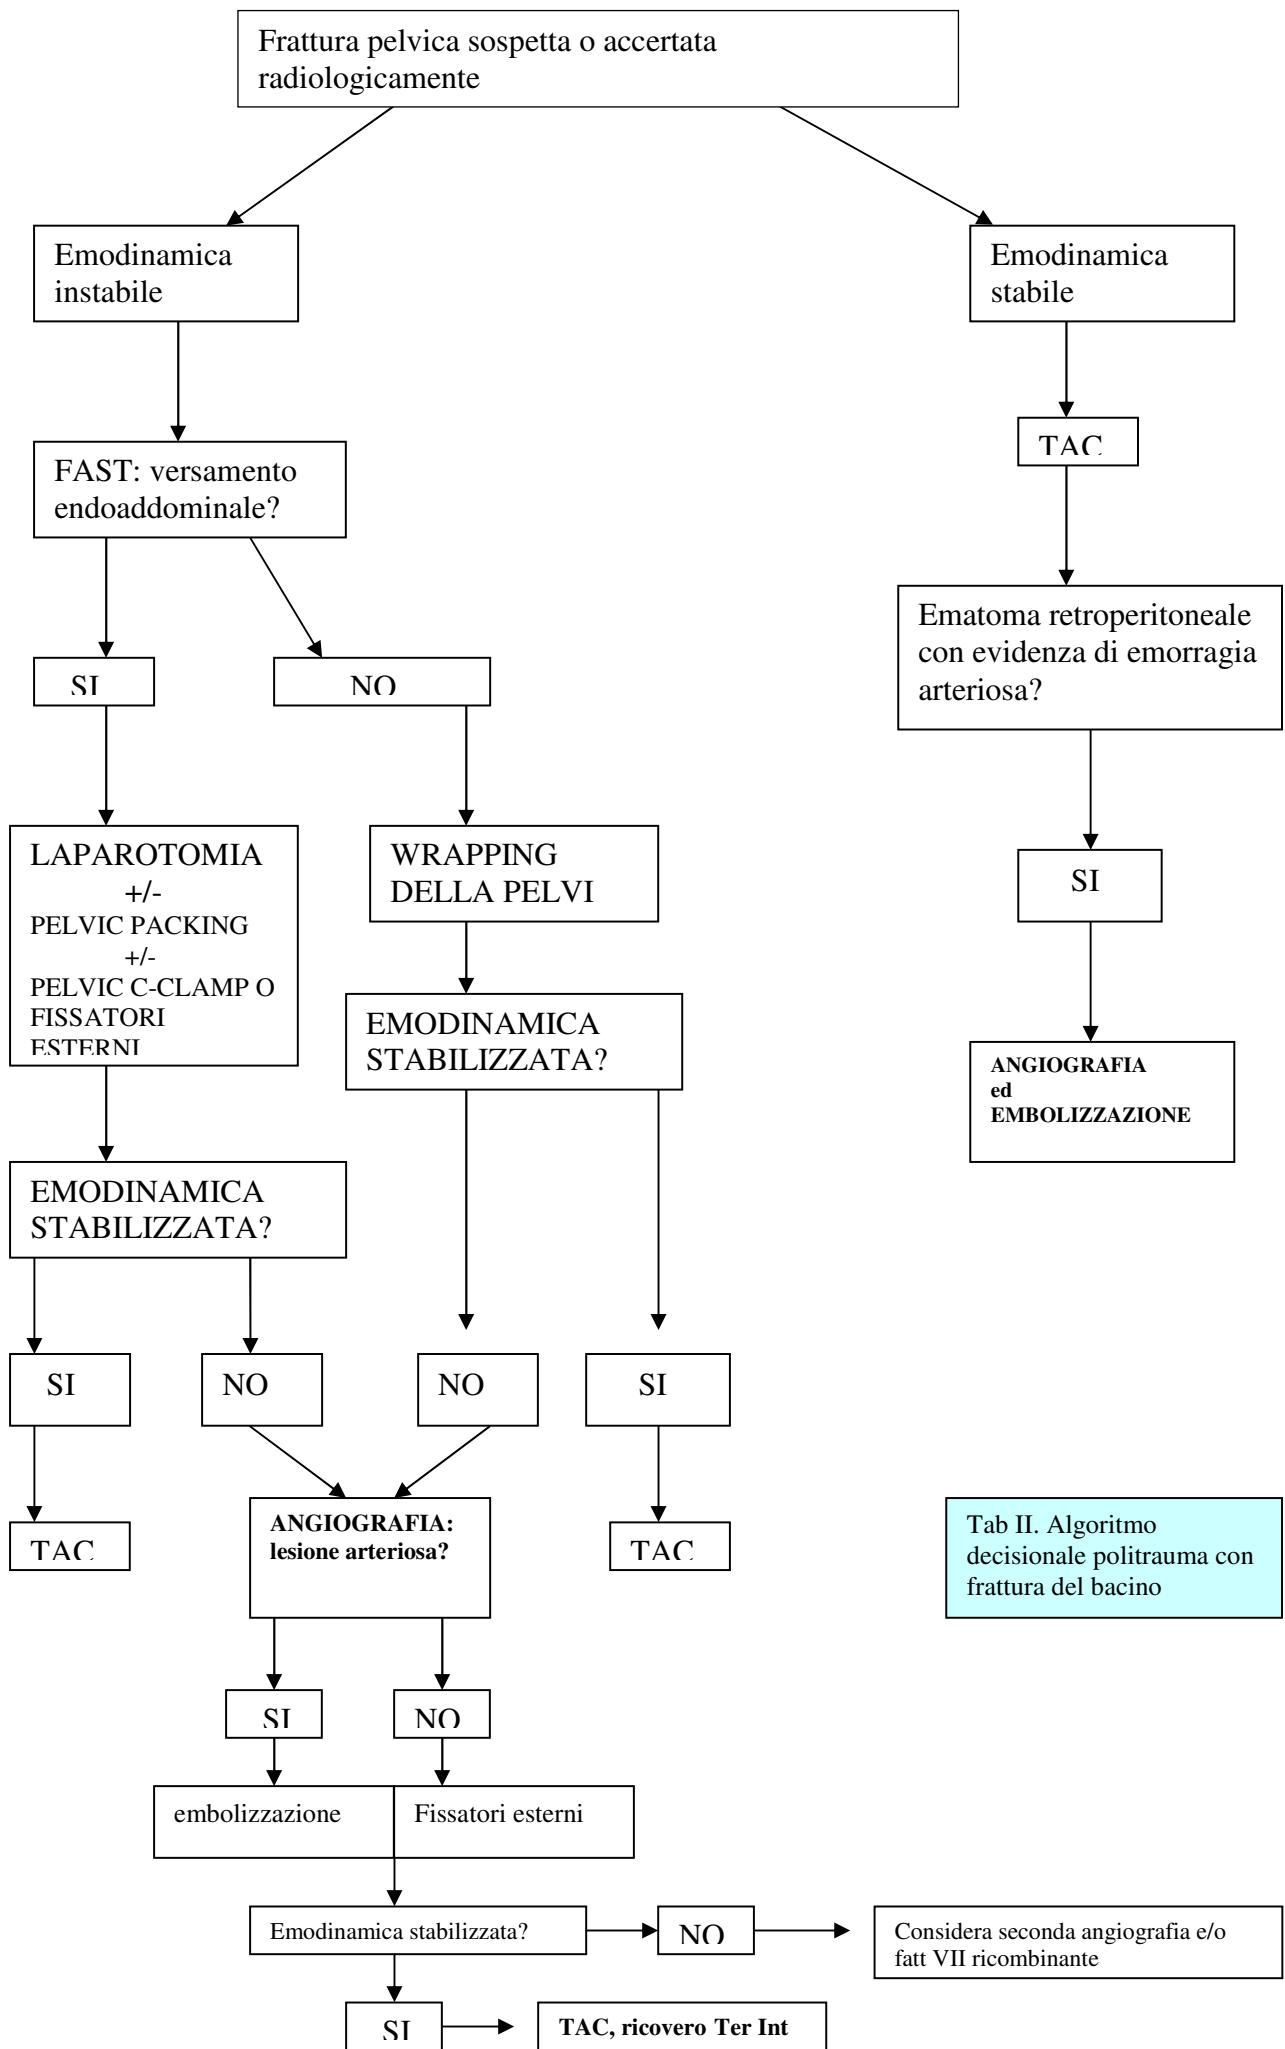 Frattura pelvica sospetta o accertata
radiologicamente
Emodinamica
instabile
Emodinamica
stabile
TAC
FAST: versamento
endoaddominale?
Ematoma retroperitoneale
con evidenza di emorragia
arteriosa?
SI
NO
LAPAROTOMIA
+/-
PELVIC PACKING
+/-
PELVIC C-CLAMP O
FISSATORI
ESTERNI
WRAPPING
DELLA PELVI
SI
EMODINAMICA
STABILIZZATA?
ANGIOGRAFIA
ed
EMBOLIZZAZIONE
EMODINAMICA
STABILIZZATA?
SI
NO
NO
SI
TAC
ANGIOGRAFIA:
lesione arteriosa?
TAC
Tab II. Algoritmo
decisionale politrauma con
frattura del bacino
SI
NO
embolizzazione
Fissatori esterni
Emodinamica stabilizzata?
NO
Considera seconda angiografia e/o
fatt VII ricombinante
SI
TAC, ricovero Ter Int